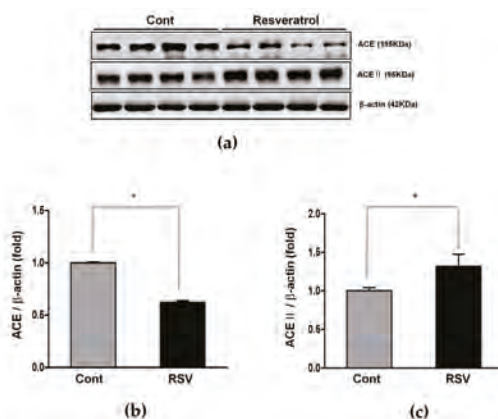 Cont Resveratrol
ACE (195KDa)
ACE II (95KDa)
β-actin (42KDa)
(a)
*
ACE / β-actin (fold)
1.5
1.0
0.5
0.0
Cont RSV
(b)
*
ACE II / β-actin (fold)
2.0
1.5
1.0
0.5
0.0
Cont RSV
(c)